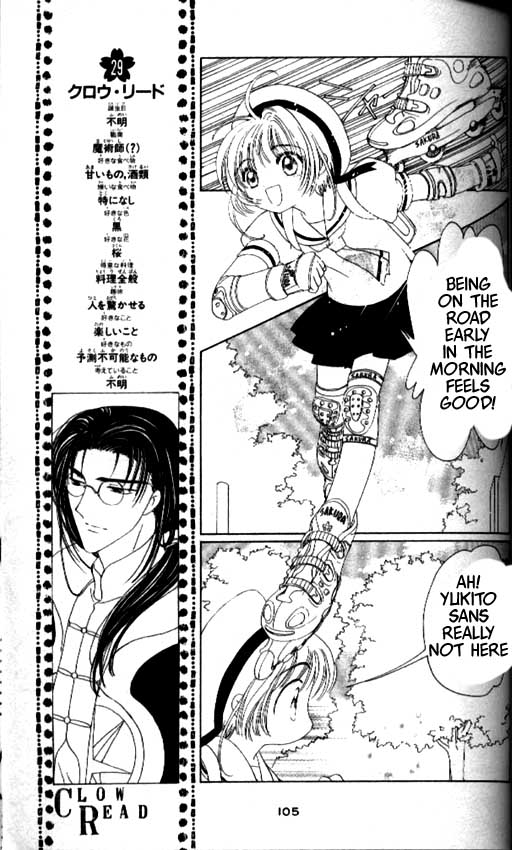 29
クロウ・リード
誕生日
不明
職業
魔術師(?)
好きな食べ物
甘いもの,酒類
嫌いな食べ物
特になし
好きな色
黒
好きな花
桜
得意な料理
料理全般
趣味
人を驚かせる
好きなこと
楽しいこと
好きなもの
予測不可能なもの
考えていること
不明
CLOW
READ
SAKURA
BEING
ON THE
ROAD
EARLY
IN THE
MORNING
FEELS
GOOD!
SAKURA
SAKURA
SAKURA
AH!
YUKITO
SANS
REALLY
NOT HERE
105